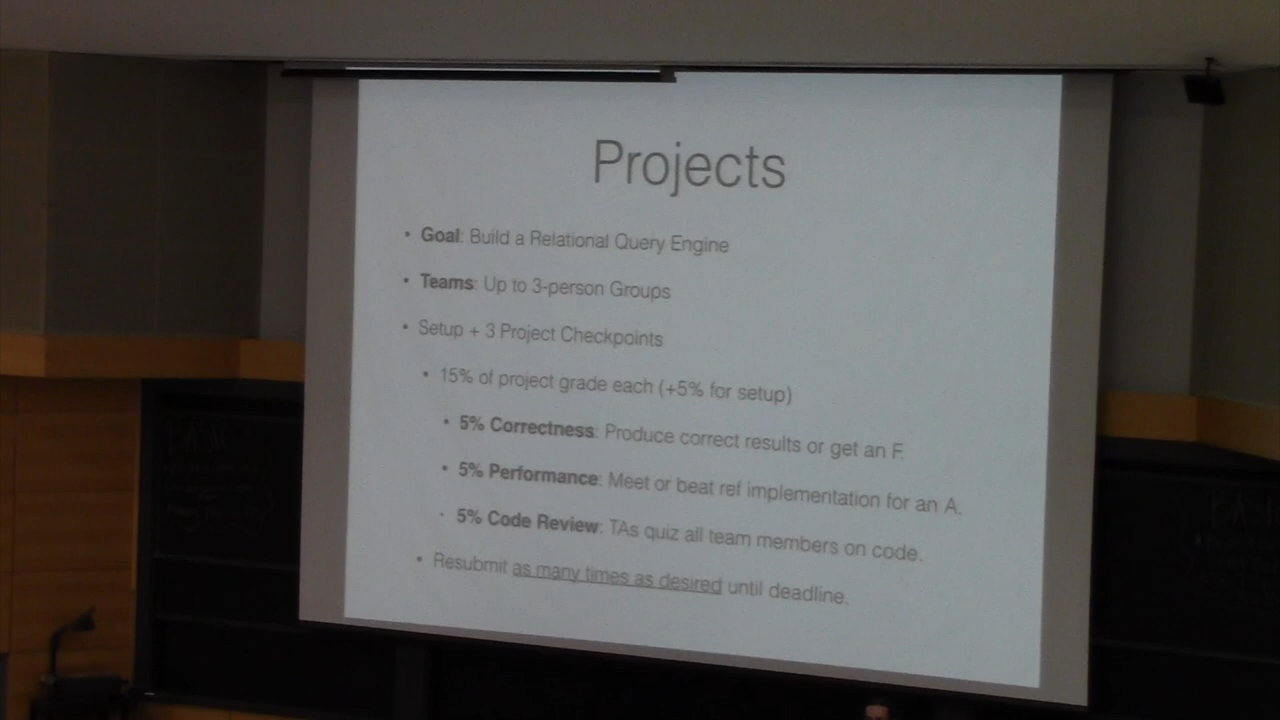 Projects
• Goal: Build a Relational Query Engine
• Teams: Up to 3-person Groups
• Setup + 3 Project Checkpoints
• 15% of project grade each (+5% for setup)
• 5% Correctness: Produce correct results or get an F.
• 5% Performance: Meet or beat ref implementation for an A.
• 5% Code Review: TAs quiz all team members on code.
• Resubmit as many times as desired until deadline.